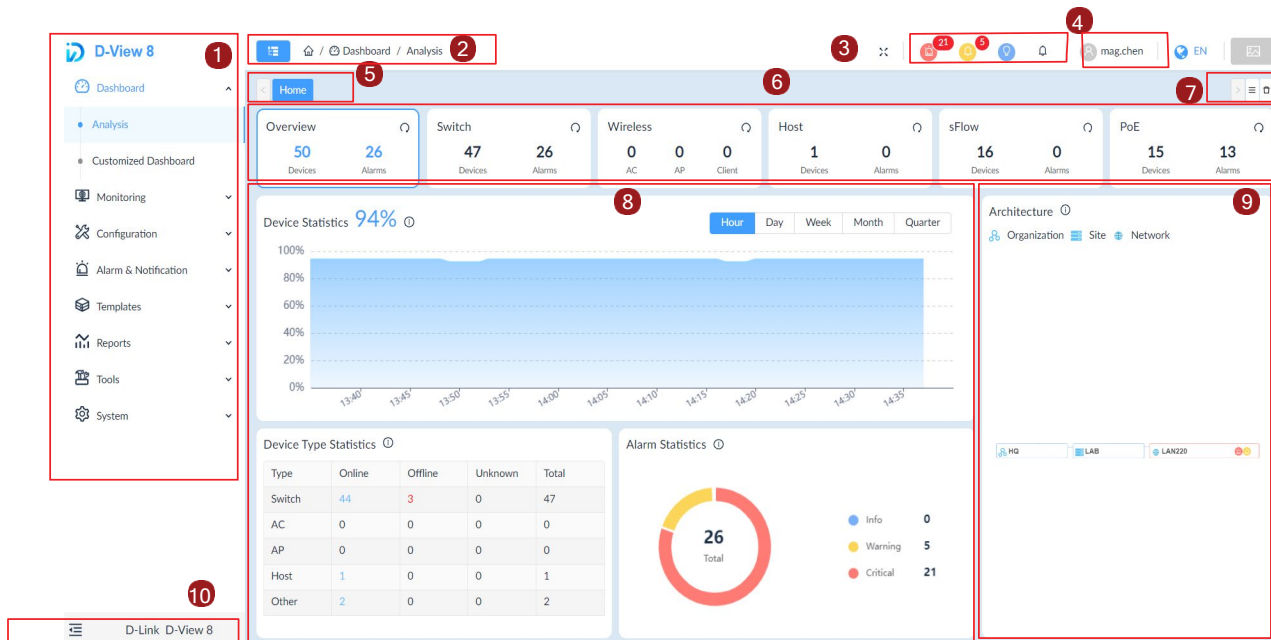 D-View 8
1
Dashboard
Analysis
Customized Dashboard
Monitoring
Configuration
Alarm & Notification
Templates
Reports
Tools
System
10
D-Link D-View 8
/ Dashboard / Analysis
2
3
21
5
4
mag.chen
EN
Home
5
6
7
Overview
50
26
Devices
Alarms
Switch
47
26
Devices
Alarms
Wireless
0
0
0
AC
AP
Client
Host
1
0
Devices
Alarms
sFlow
16
0
Devices
Alarms
PoE
15
13
Devices
Alarms
8
Device Statistics 94%
Hour Day Week Month Quarter
100%
80%
60%
40%
20%
0%
13:40' 13:45' 13:50' 13:55' 14:00' 14:05' 14:10' 14:15' 14:20' 14:25' 14:30' 14:35'
Device Type Statistics
Type Online Offline Unknown Total
Switch 44 3 0 47
AC 0 0 0 0
AP 0 0 0 0
Host 1 0 0 1
Other 2 0 0 2
Alarm Statistics
26
Total
Info 0
Warning 5
Critical 21
9
Architecture
Organization Site Network
HQ LAB LAN220